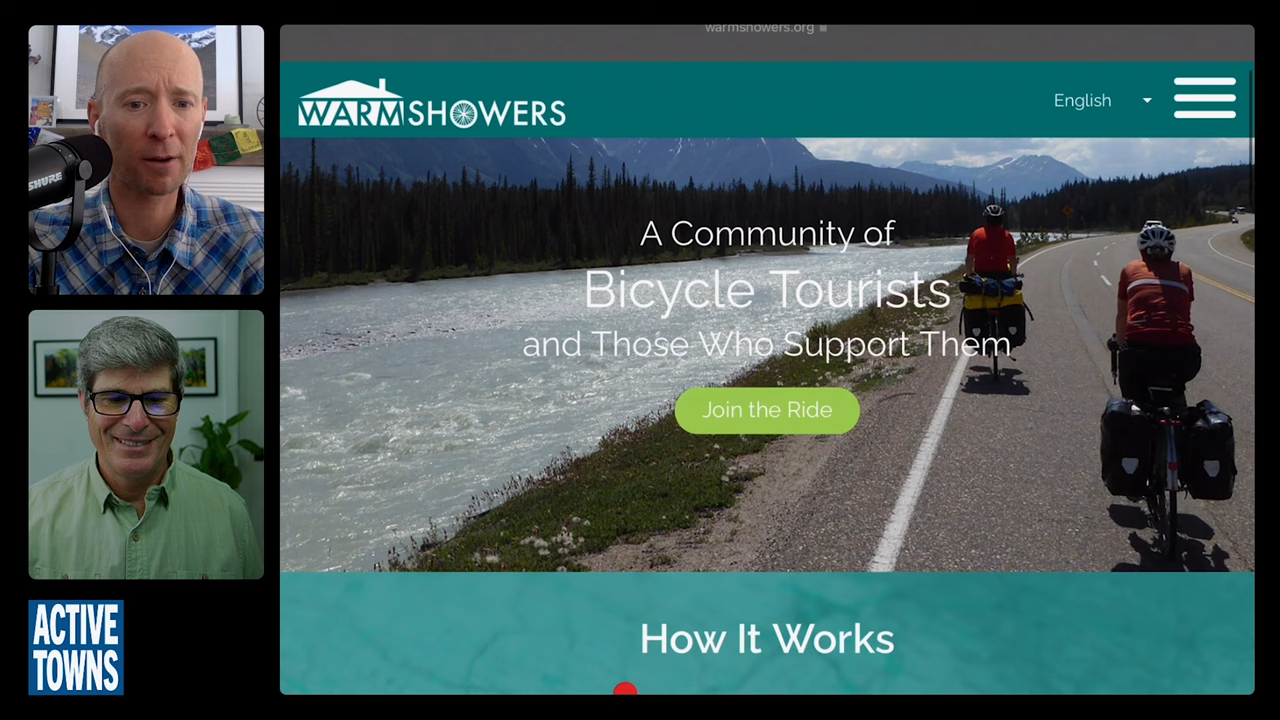 warmshowers.org
WARMSHOWERS
English
A Community of
Bicycle Tourists
and Those Who Support Them
Join the Ride
How It Works
SHURE
ACTIVE
TOWNS